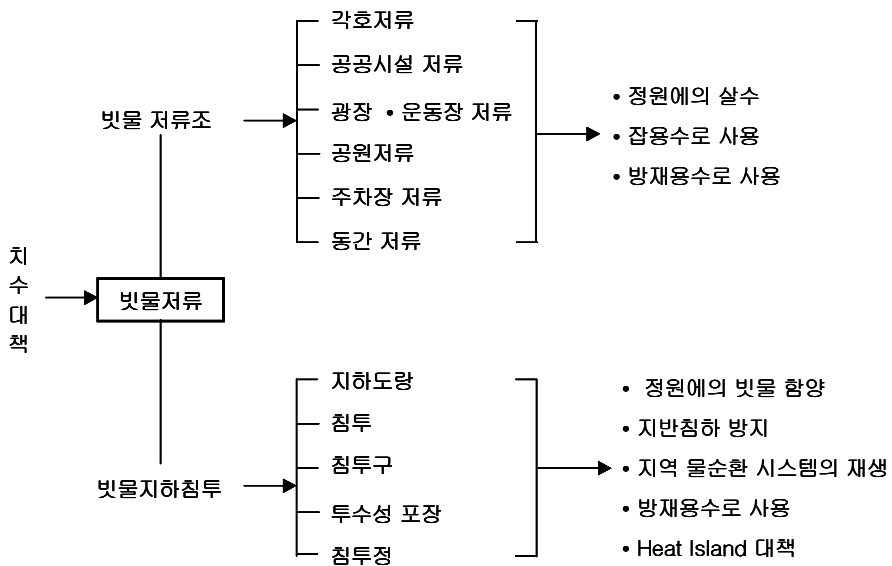 치
수
대
책
빗물저류
빗물 저류조
각호저류
공공시설 저류
광장 • 운동장 저류
공원저류
주차장 저류
동간 저류
• 정원에의 살수
• 잡용수로 사용
• 방재용수로 사용
빗물지하침투
지하도랑
침투
침투구
투수성 포장
침투정
• 정원에의 빗물 함양
• 지반침하 방지
• 지역 물순환 시스템의 재생
• 방재용수로 사용
• Heat Island 대책